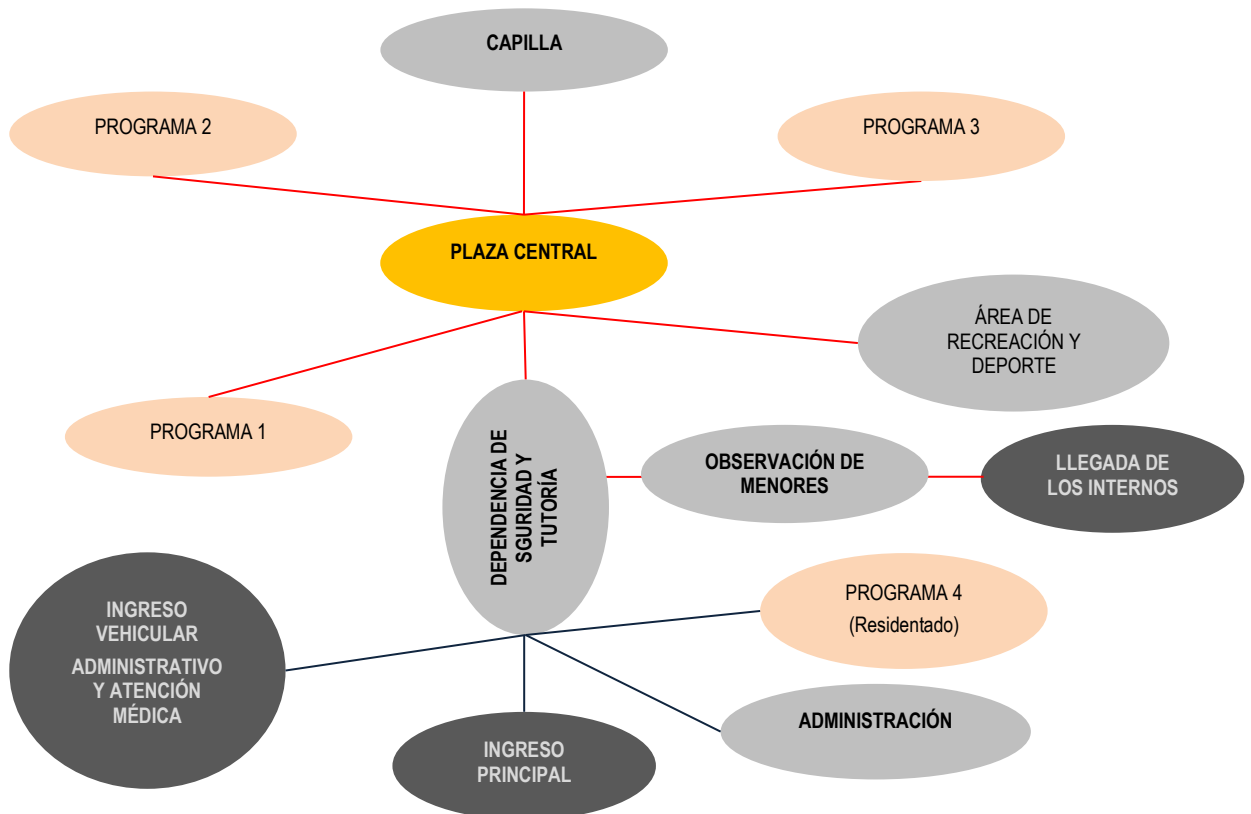 CAPILLA
PROGRAMA 2
PROGRAMA 3
PLAZA CENTRAL
ÁREA DE
RECREACIÓN Y
DEPORTE
PROGRAMA 1
DEPENDENCIA DE
SGURIDAD Y
TUTORÍA
OBSERVACIÓN DE
MENORES
LLEGADA DE
LOS INTERNOS
INGRESO
VEHICULAR
ADMINISTRATIVO
Y ATENCIÓN
MÉDICA
PROGRAMA 4
(Residentado)
ADMINISTRACIÓN
INGRESO
PRINCIPAL